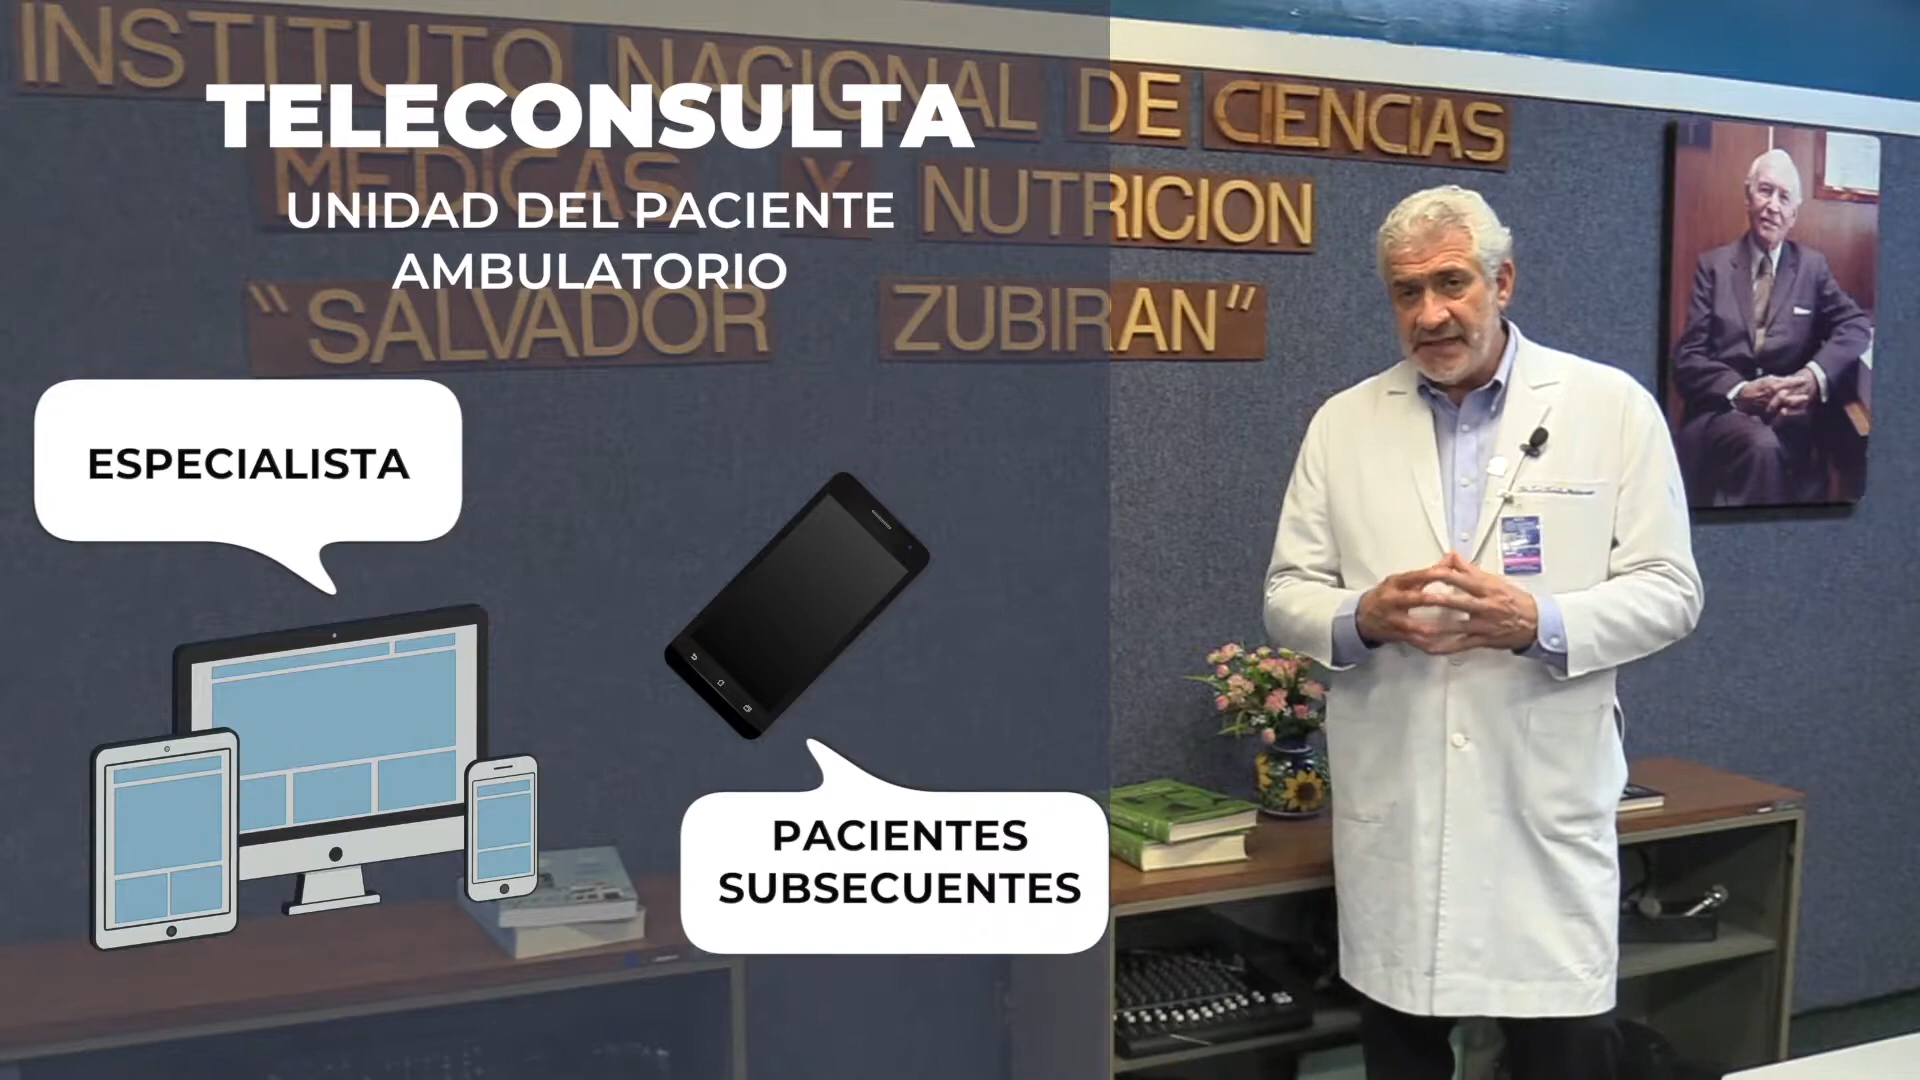 INSTITUTO NACIONAL DE CIENCIAS
MEDICAS Y NUTRICION
"SALVADOR ZUBIRAN"
TELECONSULTA
UNIDAD DEL PACIENTE
AMBULATORIO
ESPECIALISTA
PACIENTES
SUBSECUENTES